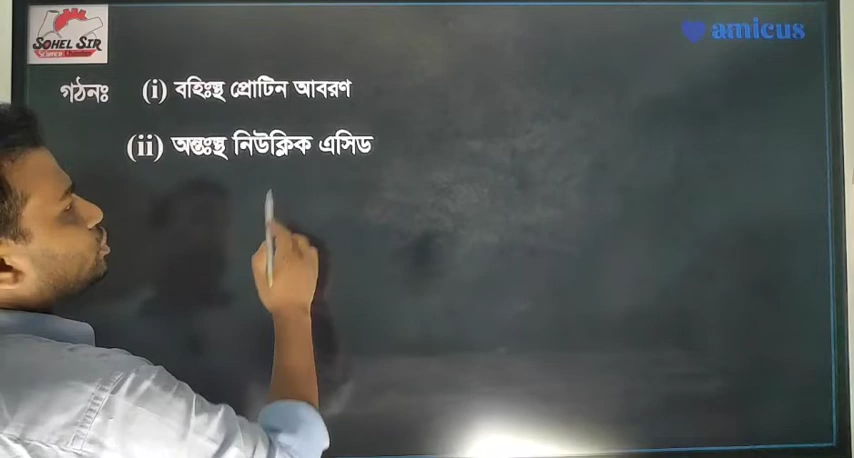 SOHEL SIR
amicus
গঠনঃ (i) বহিঃস্থ প্রোটিন আবরণ
(ii) অন্তঃস্থ নিউক্লিক এসিড